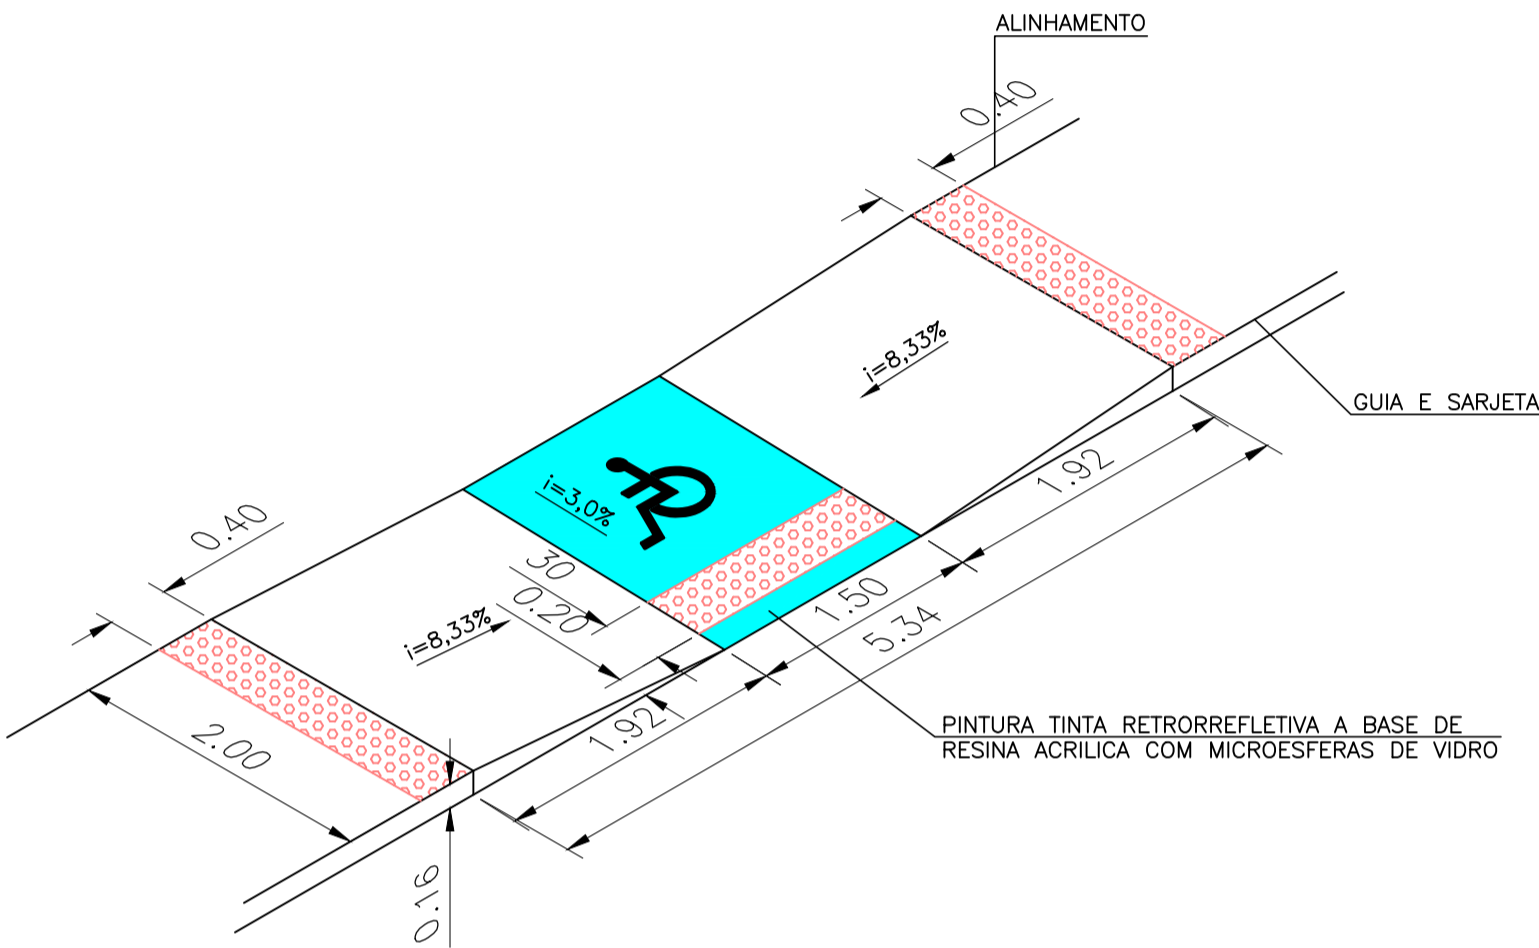 ALINHAMENTO
0.40
i=8,33%
GUIA E SARJETA
1.92
i=3,0%
0.40
30
0.20
1.50
5.34
i=8,33%
2.00
1.92
PINTURA TINTA RETRORREFLETIVA A BASE DE
RESINA ACRILICA COM MICROESFERAS DE VIDRO
0.16